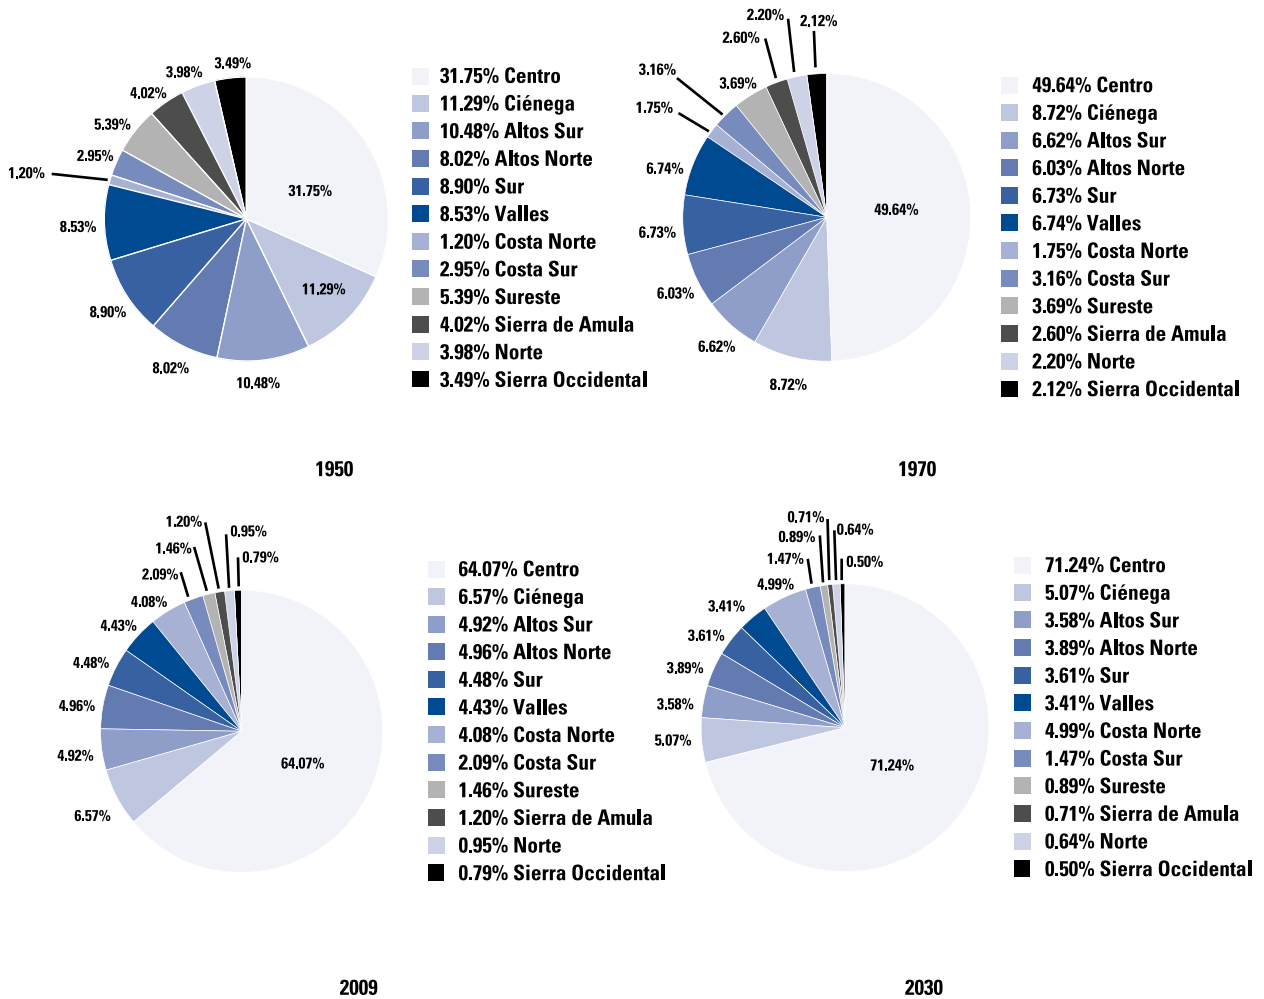 3.49%
3.98%
4.02%
5.39%
2.95%
1,20%
8.53%
8,90%
8.02%
10,48%
11.29%
31.75%
31.75% Centro
11.29% Ciénega
10.48% Altos Sur
8.02% Altos Norte
8.90% Sur
8.53% Valles
1.20% Costa Norte
2.95% Costa Sur
5.39% Sureste
4.02% Sierra de Amula
3.98% Norte
3.49% Sierra Occidental
1950
2.20%
2.12%
2.60%
3.69%
3.16%
1.75%
6.74%
6.73%
6.03%
6.62%
8.72%
49.64%
49.64% Centro
8.72% Ciénega
6.62% Altos Sur
6.03% Altos Norte
6.73% Sur
6.74% Valles
1.75% Costa Norte
3.16% Costa Sur
3.69% Sureste
2.60% Sierra de Amula
2.20% Norte
2.12% Sierra Occidental
1970
1.20%
0.95%
1.46%
0.79%
2.09%
4.08%
4.43%
4.48%
4.96%
4.92%
6.57%
64.07%
64.07% Centro
6.57% Ciénega
4.92% Altos Sur
4.96% Altos Norte
4.48% Sur
4.43% Valles
4.08% Costa Norte
2.09% Costa Sur
1.46% Sureste
1.20% Sierra de Amula
0.95% Norte
0.79% Sierra Occidental
2009
0.71%
0.64%
0.89%
0.50%
1.47%
4.99%
3.41%
3.61%
3.89%
3.58%
5.07%
71.24%
71.24% Centro
5.07% Ciénega
3.58% Altos Sur
3.89% Altos Norte
3.61% Sur
3.41% Valles
4.99% Costa Norte
1.47% Costa Sur
0.89% Sureste
0.71% Sierra de Amula
0.64% Norte
0.50% Sierra Occidental
2030